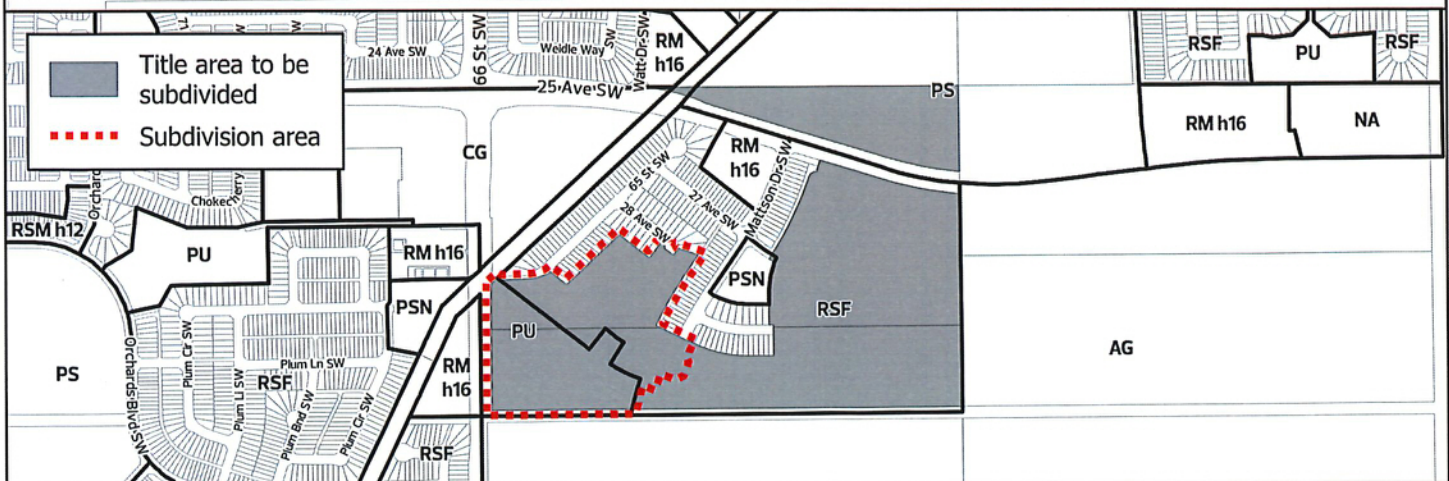 Title area to be
subdivided
Subdivision area
24 Ave SW
66 St SW
Weidle Way SW
Watt Dr SW
RM
h16
25 Ave SW
PS
RSF
PU
RSF
RM h16
NA
CG
RM
h16
65 St SW
27 Ave SW
28 Ave SW
Mattson Dr SW
Orchard
RSM h12
PU
RM h16
PSN
PSN
RSF
PU
AG
PS
Orchards Blvd SW
Plum Cir SW
Plum Li SW
RSF
Plum Ln SW
Plum Bnd SW
Plum Cir SW
RM
h16
RSF